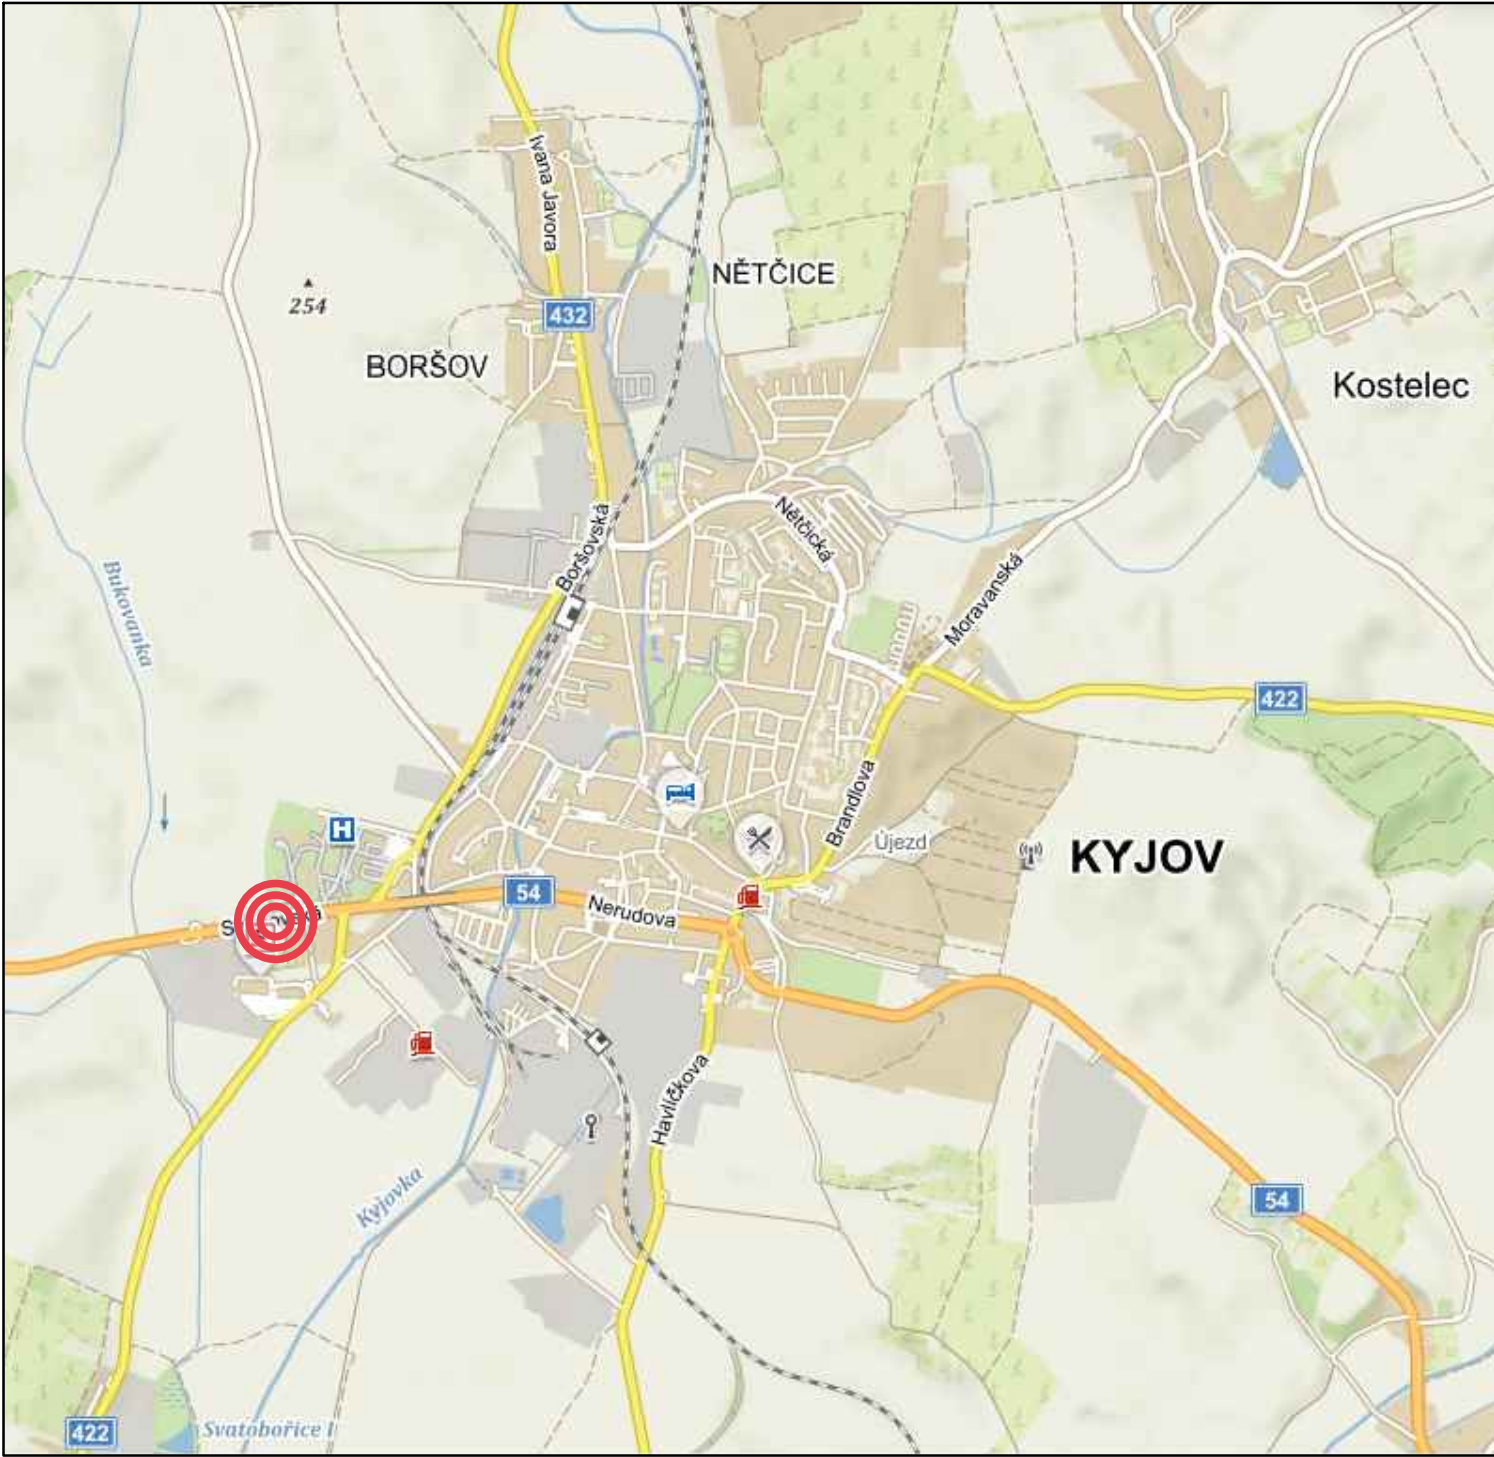 Ivana Javora
NĚTČICE
254
432
BORŠOV
Kostelec
Nětčická
Boršovská
Moravanská
Bukovanka
422
Brandlova
H
Újezd
KYJOV
54
Nerudova
Havlíčkova
Kyjovka
54
422
Svatobořice I